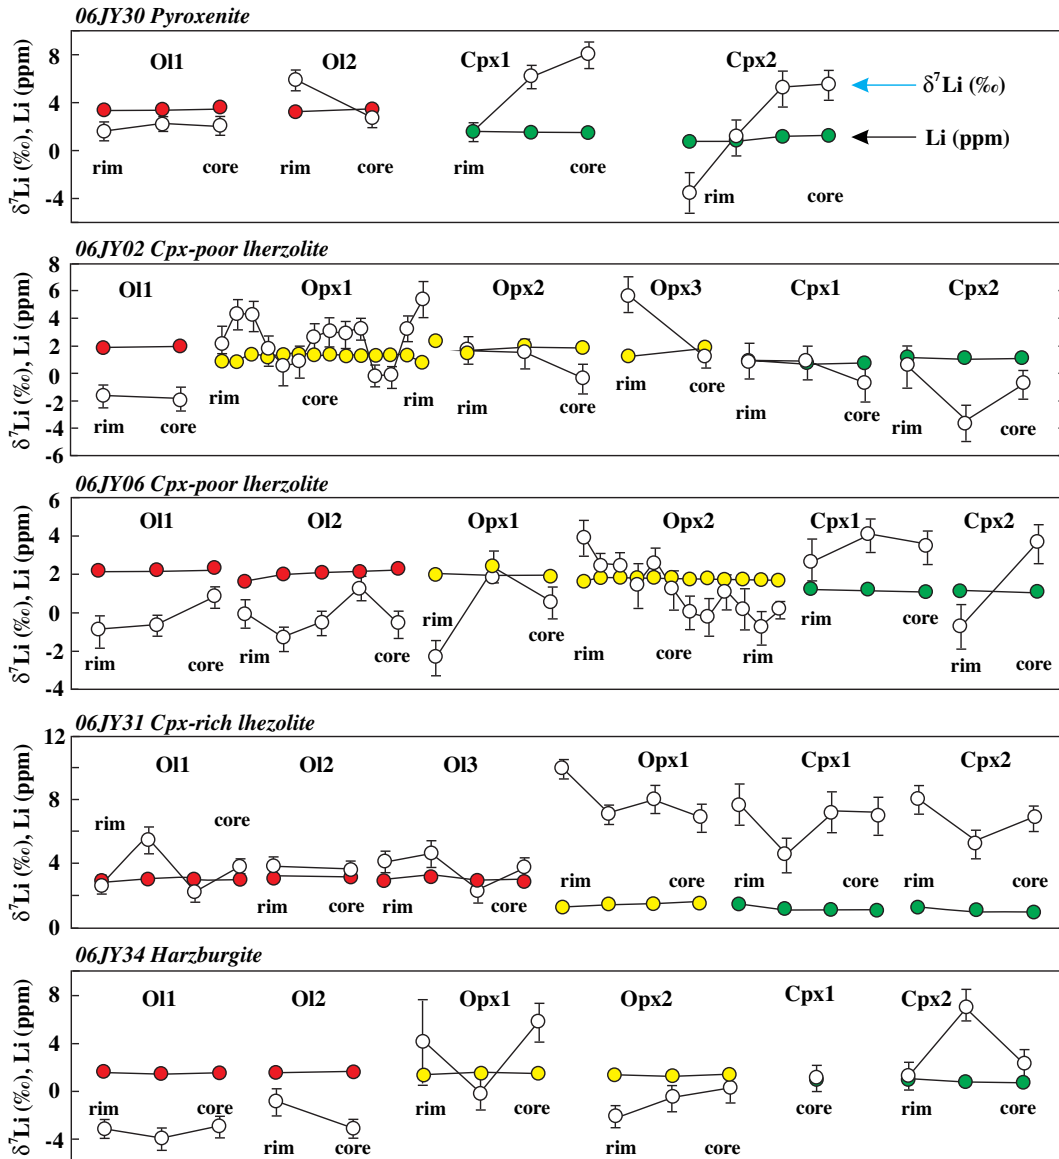 06JY30 Pyroxenite
δ⁷Li (‰), Li (ppm)
8
4
0
-4
Ol1
Ol2
Cpx1
Cpx2
δ⁷Li (‰)
Li (ppm)
rim
core
rim
core
rim
core
rim
core
06JY02 Cpx-poor lherzolite
δ⁷Li (‰), Li (ppm)
8
6
4
2
0
-2
-4
-6
Ol1
Opx1
Opx2
Opx3
Cpx1
Cpx2
rim
core
rim
core
rim
rim
core
rim
core
rim
core
rim
core
06JY06 Cpx-poor lherzolite
δ⁷Li (‰), Li (ppm)
6
4
2
0
-2
-4
Ol1
Ol2
Opx1
Opx2
Cpx1
Cpx2
rim
core
rim
core
rim
core
rim
core
rim
rim
core
rim
core
06JY31 Cpx-rich lhezolite
δ⁷Li (‰), Li (ppm)
12
8
4
0
Ol1
Ol2
Ol3
Opx1
Cpx1
Cpx2
rim
core
rim
core
rim
core
rim
core
rim
core
rim
core
06JY34 Harzburgite
δ⁷Li (‰), Li (ppm)
8
4
0
-4
Ol1
Ol2
Opx1
Opx2
Cpx1
Cpx2
rim
core
rim
core
rim
core
rim
core
rim
core